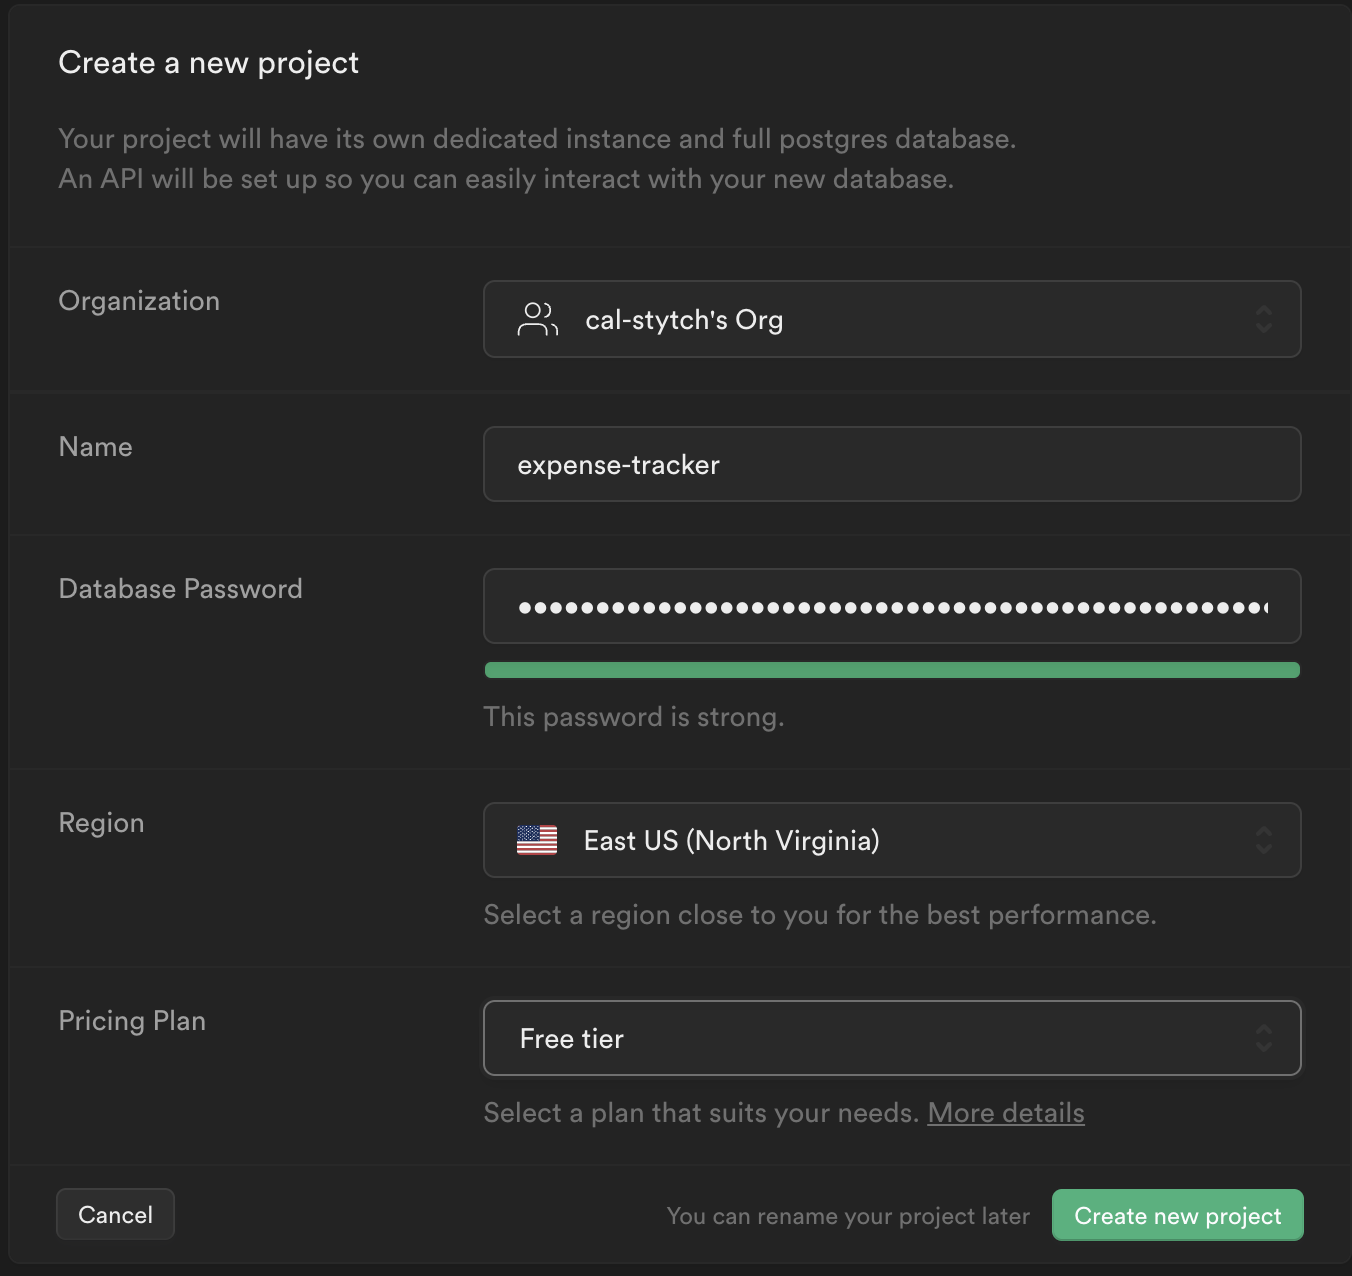 Create a new project
Your project will have its own dedicated instance and full postgres database.
An API will be set up so you can easily interact with your new database.
Organization
cal-stytch's Org
Name
expense-tracker
Database Password
This password is strong.
Region
East US (North Virginia)
Select a region close to you for the best performance.
Pricing Plan
Free tier
Select a plan that suits your needs. More details
Cancel
You can rename your project later
Create new project